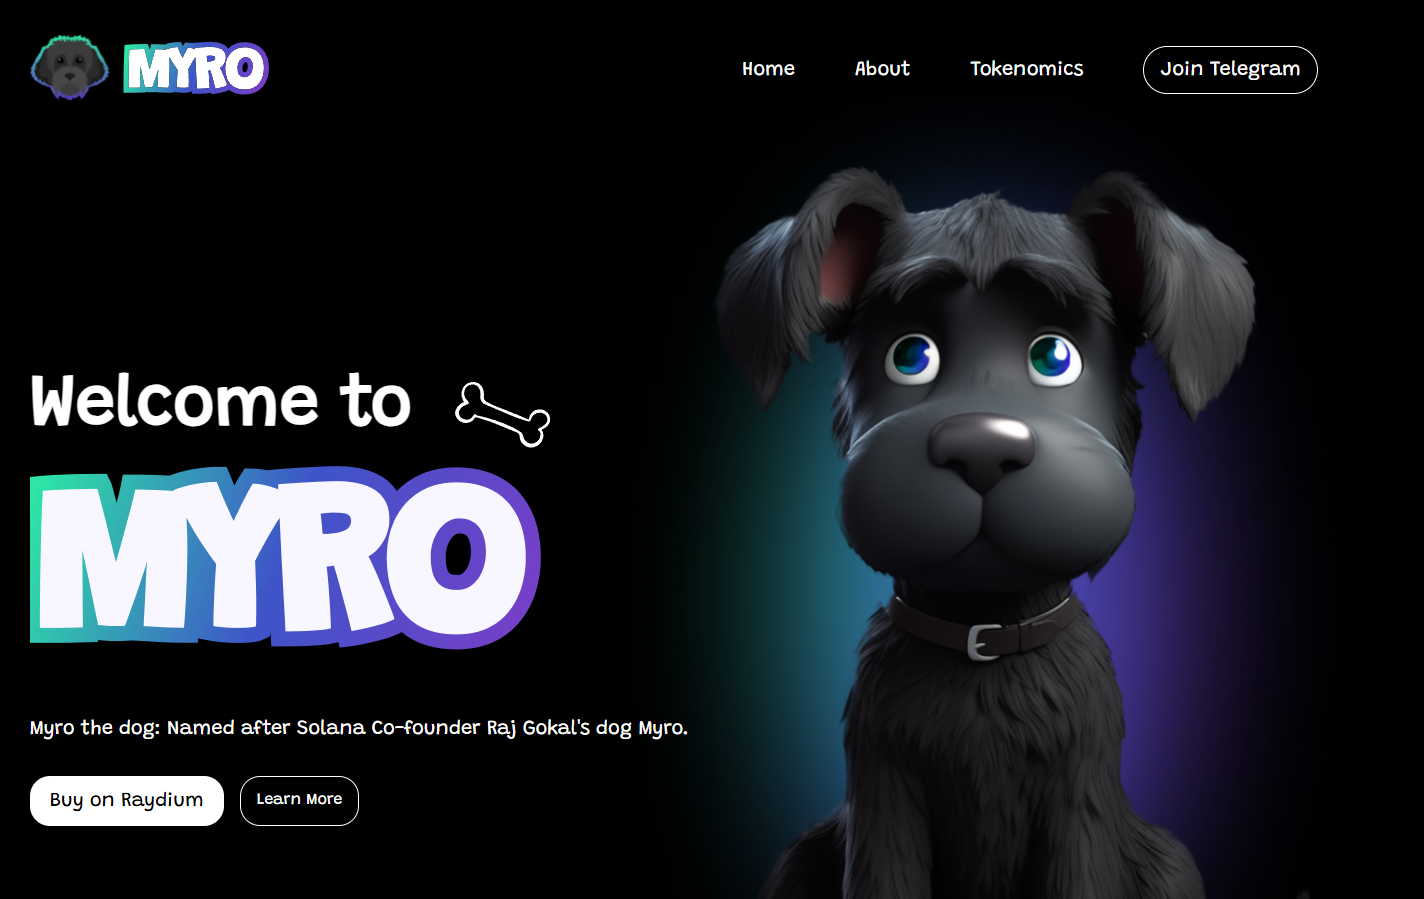 MYRO
Home
About
Tokenomics
Join Telegram
Welcome to
MYRO
Myro the dog: Named after Solana Co-founder Raj Gokal's dog Myro.
Buy on Raydium
Learn More